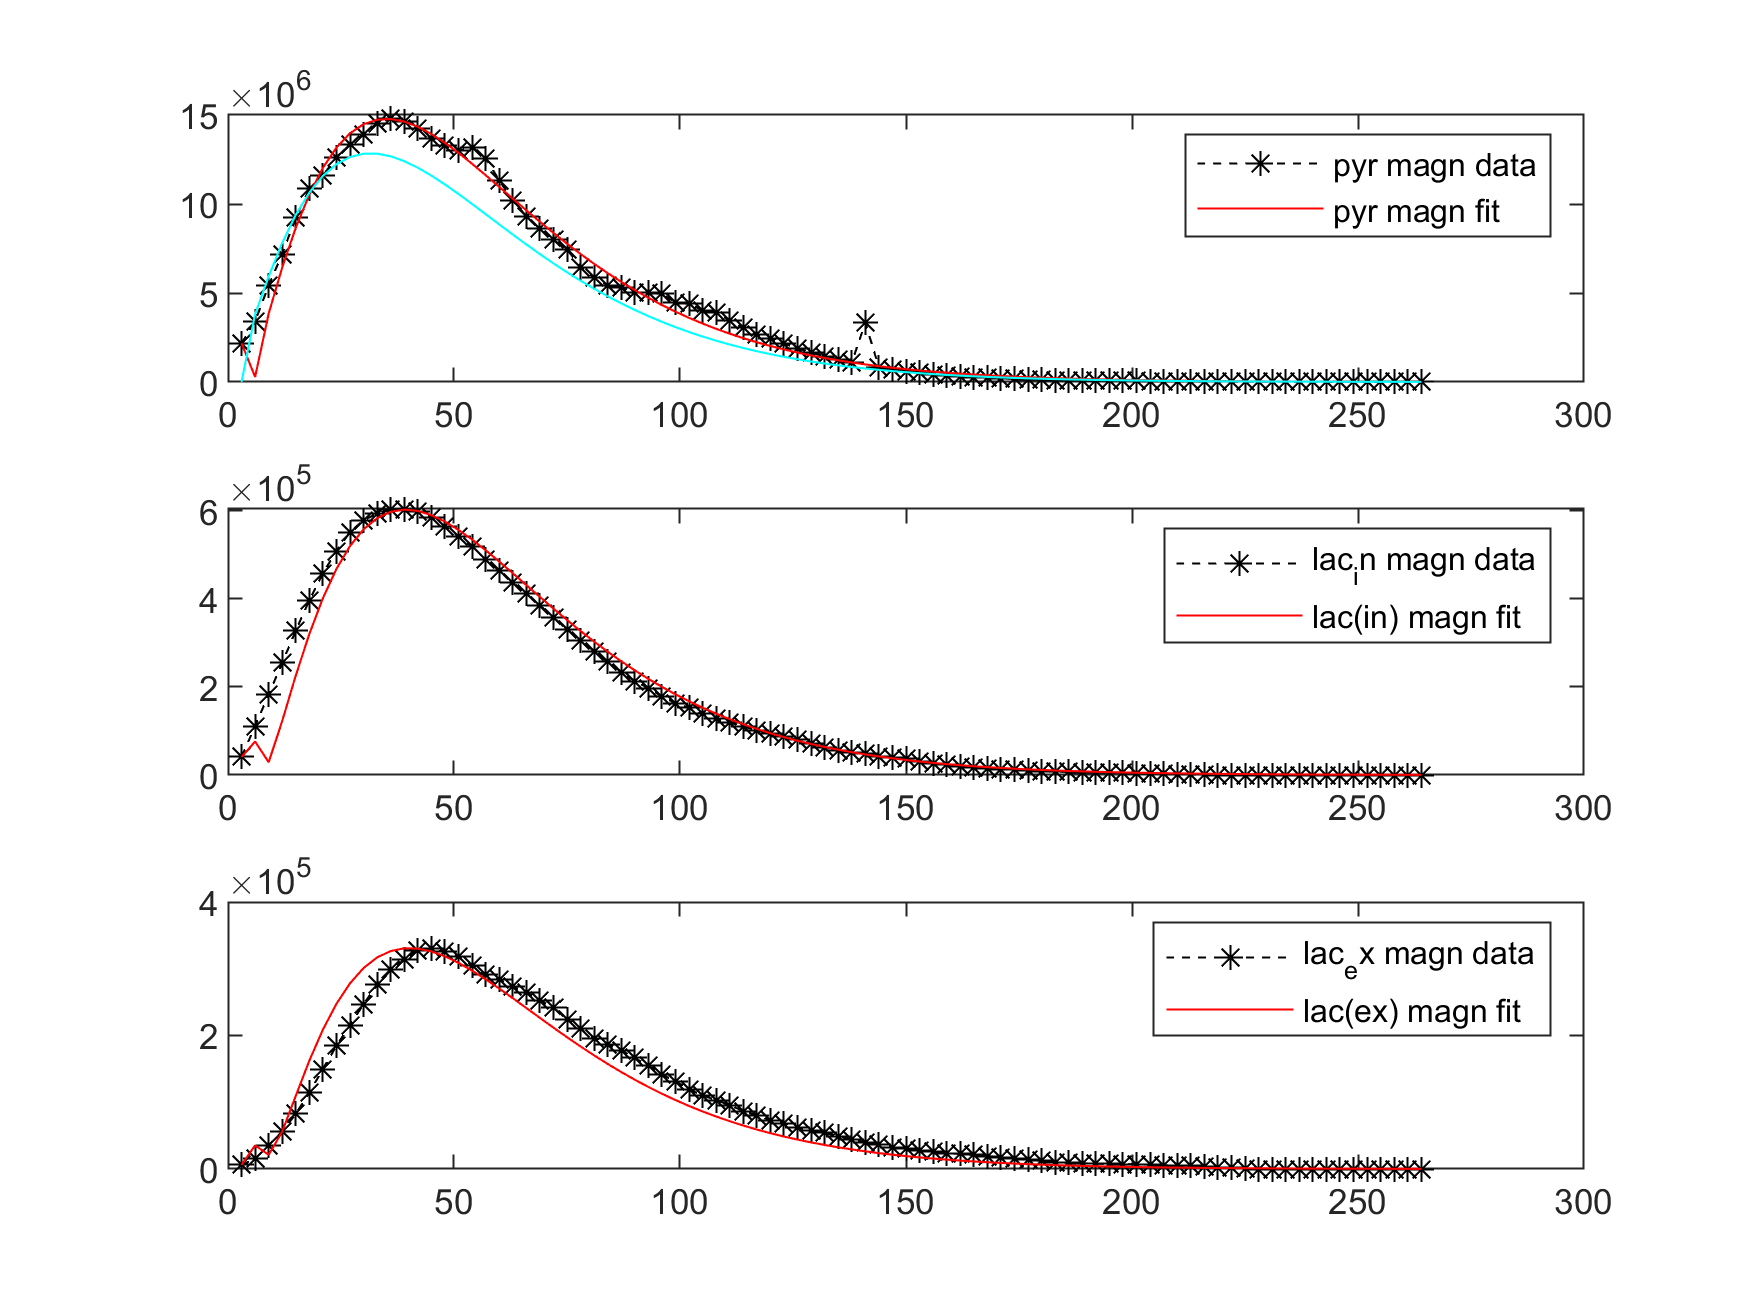 ×10^6
15
10
5
0
0 50 100 150 200 250 300
pyr magn data
pyr magn fit
×10^5
6
4
2
0
0 50 100 150 200 250 300
lac_in magn data
lac(in) magn fit
×10^5
4
2
0
0 50 100 150 200 250 300
lac_ex magn data
lac(ex) magn fit